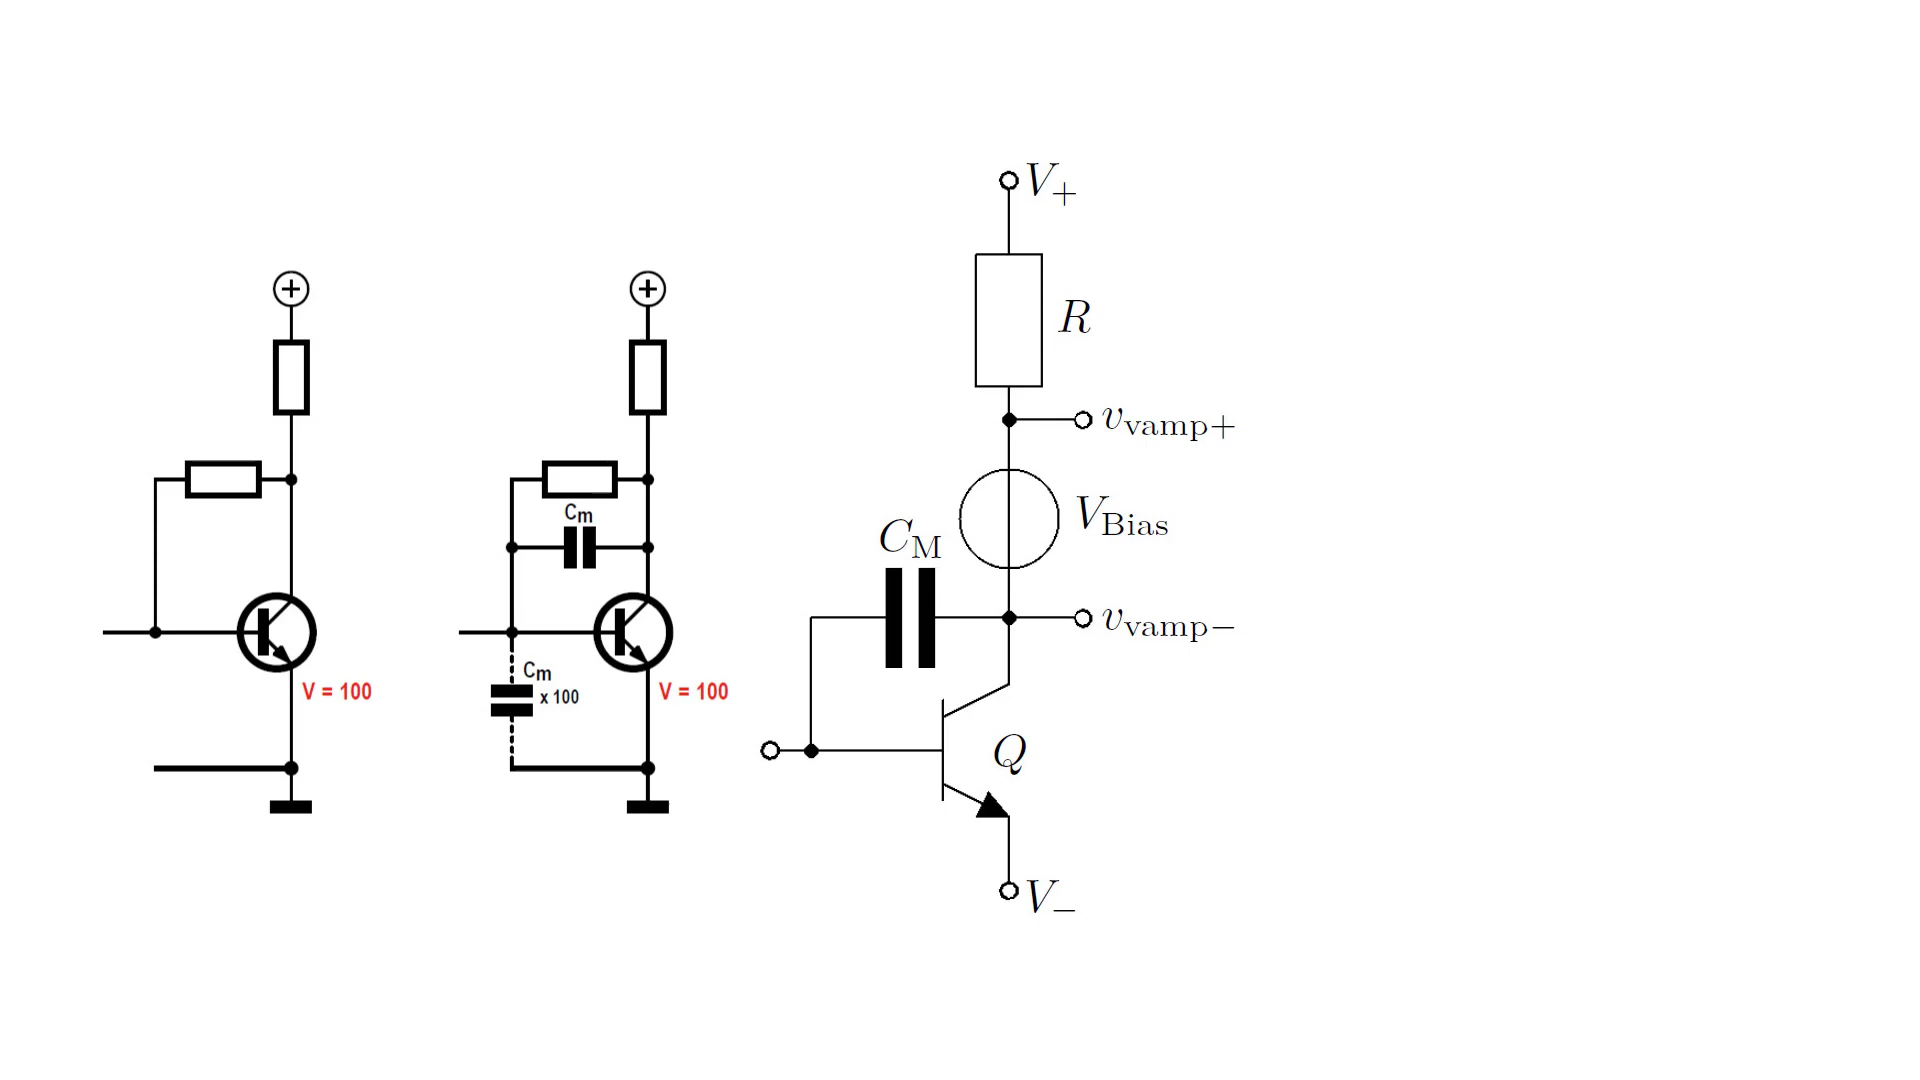 +
V = 100
+
Cm
Cm
x 100
V = 100
V+
R
vvamp+
VBias
CM
vvamp−
Q
V−